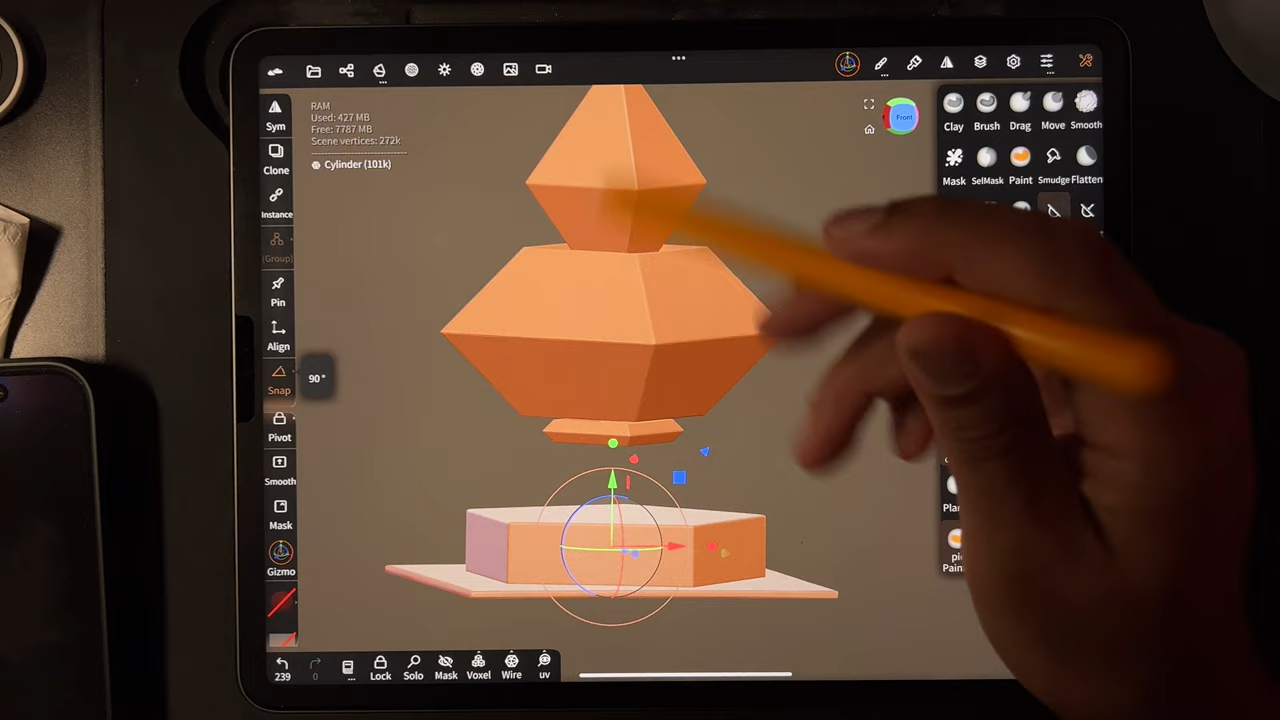 RAM
Used: 427 MB
Free: 7787 MB
Scene vertices: 272k
Cylinder (101k)
Front
Sym
Clone
Instance
(Group)
Pin
Align
Snap
90°
Pivot
Smooth
Mask
Gizmo
Clay Brush Drag Move Smooth
Mask SelMask Paint Smudge Flatten
239 0 Lock Solo Mask Voxel Wire uv